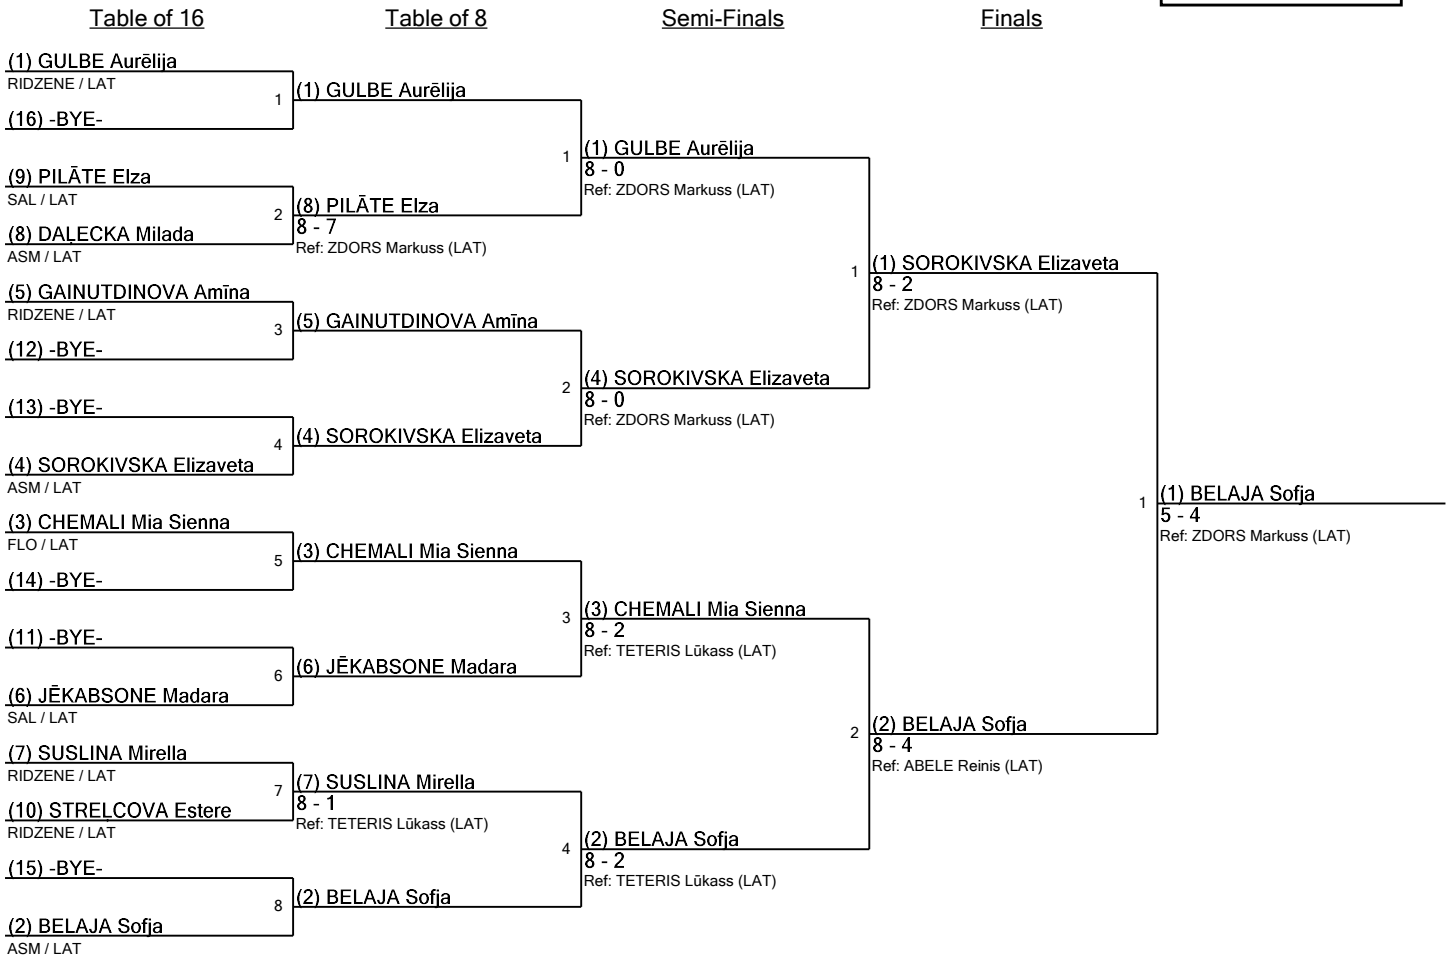 Table of 16
Table of 8
Semi-Finals
Finals
(1) GULBE Aurēlija
RIDZENE / LAT
1
(16) -BYE-
(9) PILĀTE Elza
SAL / LAT
2
(8) DAĻECKA Milada
ASM / LAT
(5) GAINUTDINOVA Amīna
RIDZENE / LAT
3
(12) -BYE-
(13) -BYE-
4
(4) SOROKIVSKA Elizaveta
ASM / LAT
(3) CHEMALI Mia Sienna
FLO / LAT
5
(14) -BYE-
(11) -BYE-
6
(6) JĒKABSONE Madara
SAL / LAT
(7) SUSLINA Mirella
RIDZENE / LAT
7
(10) STREĻCOVA Estere
RIDZENE / LAT
(15) -BYE-
8
(2) BELAJA Sofja
ASM / LAT
(1) GULBE Aurēlija
1
(8) PILĀTE Elza
8 - 7
Ref: ZDORS Markuss (LAT)
(5) GAINUTDINOVA Amīna
2
(4) SOROKIVSKA Elizaveta
(3) CHEMALI Mia Sienna
3
(6) JĒKABSONE Madara
(7) SUSLINA Mirella
8 - 1
Ref: TETERIS Lūkass (LAT)
4
(2) BELAJA Sofja
(1) GULBE Aurēlija
8 - 0
Ref: ZDORS Markuss (LAT)
1
(4) SOROKIVSKA Elizaveta
8 - 0
Ref: ZDORS Markuss (LAT)
(3) CHEMALI Mia Sienna
8 - 2
Ref: TETERIS Lūkass (LAT)
2
(2) BELAJA Sofja
8 - 2
Ref: TETERIS Lūkass (LAT)
(1) SOROKIVSKA Elizaveta
8 - 2
Ref: ZDORS Markuss (LAT)
1
(2) BELAJA Sofja
8 - 4
Ref: ABELE Reinis (LAT)
(1) BELAJA Sofja
5 - 4
Ref: ZDORS Markuss (LAT)